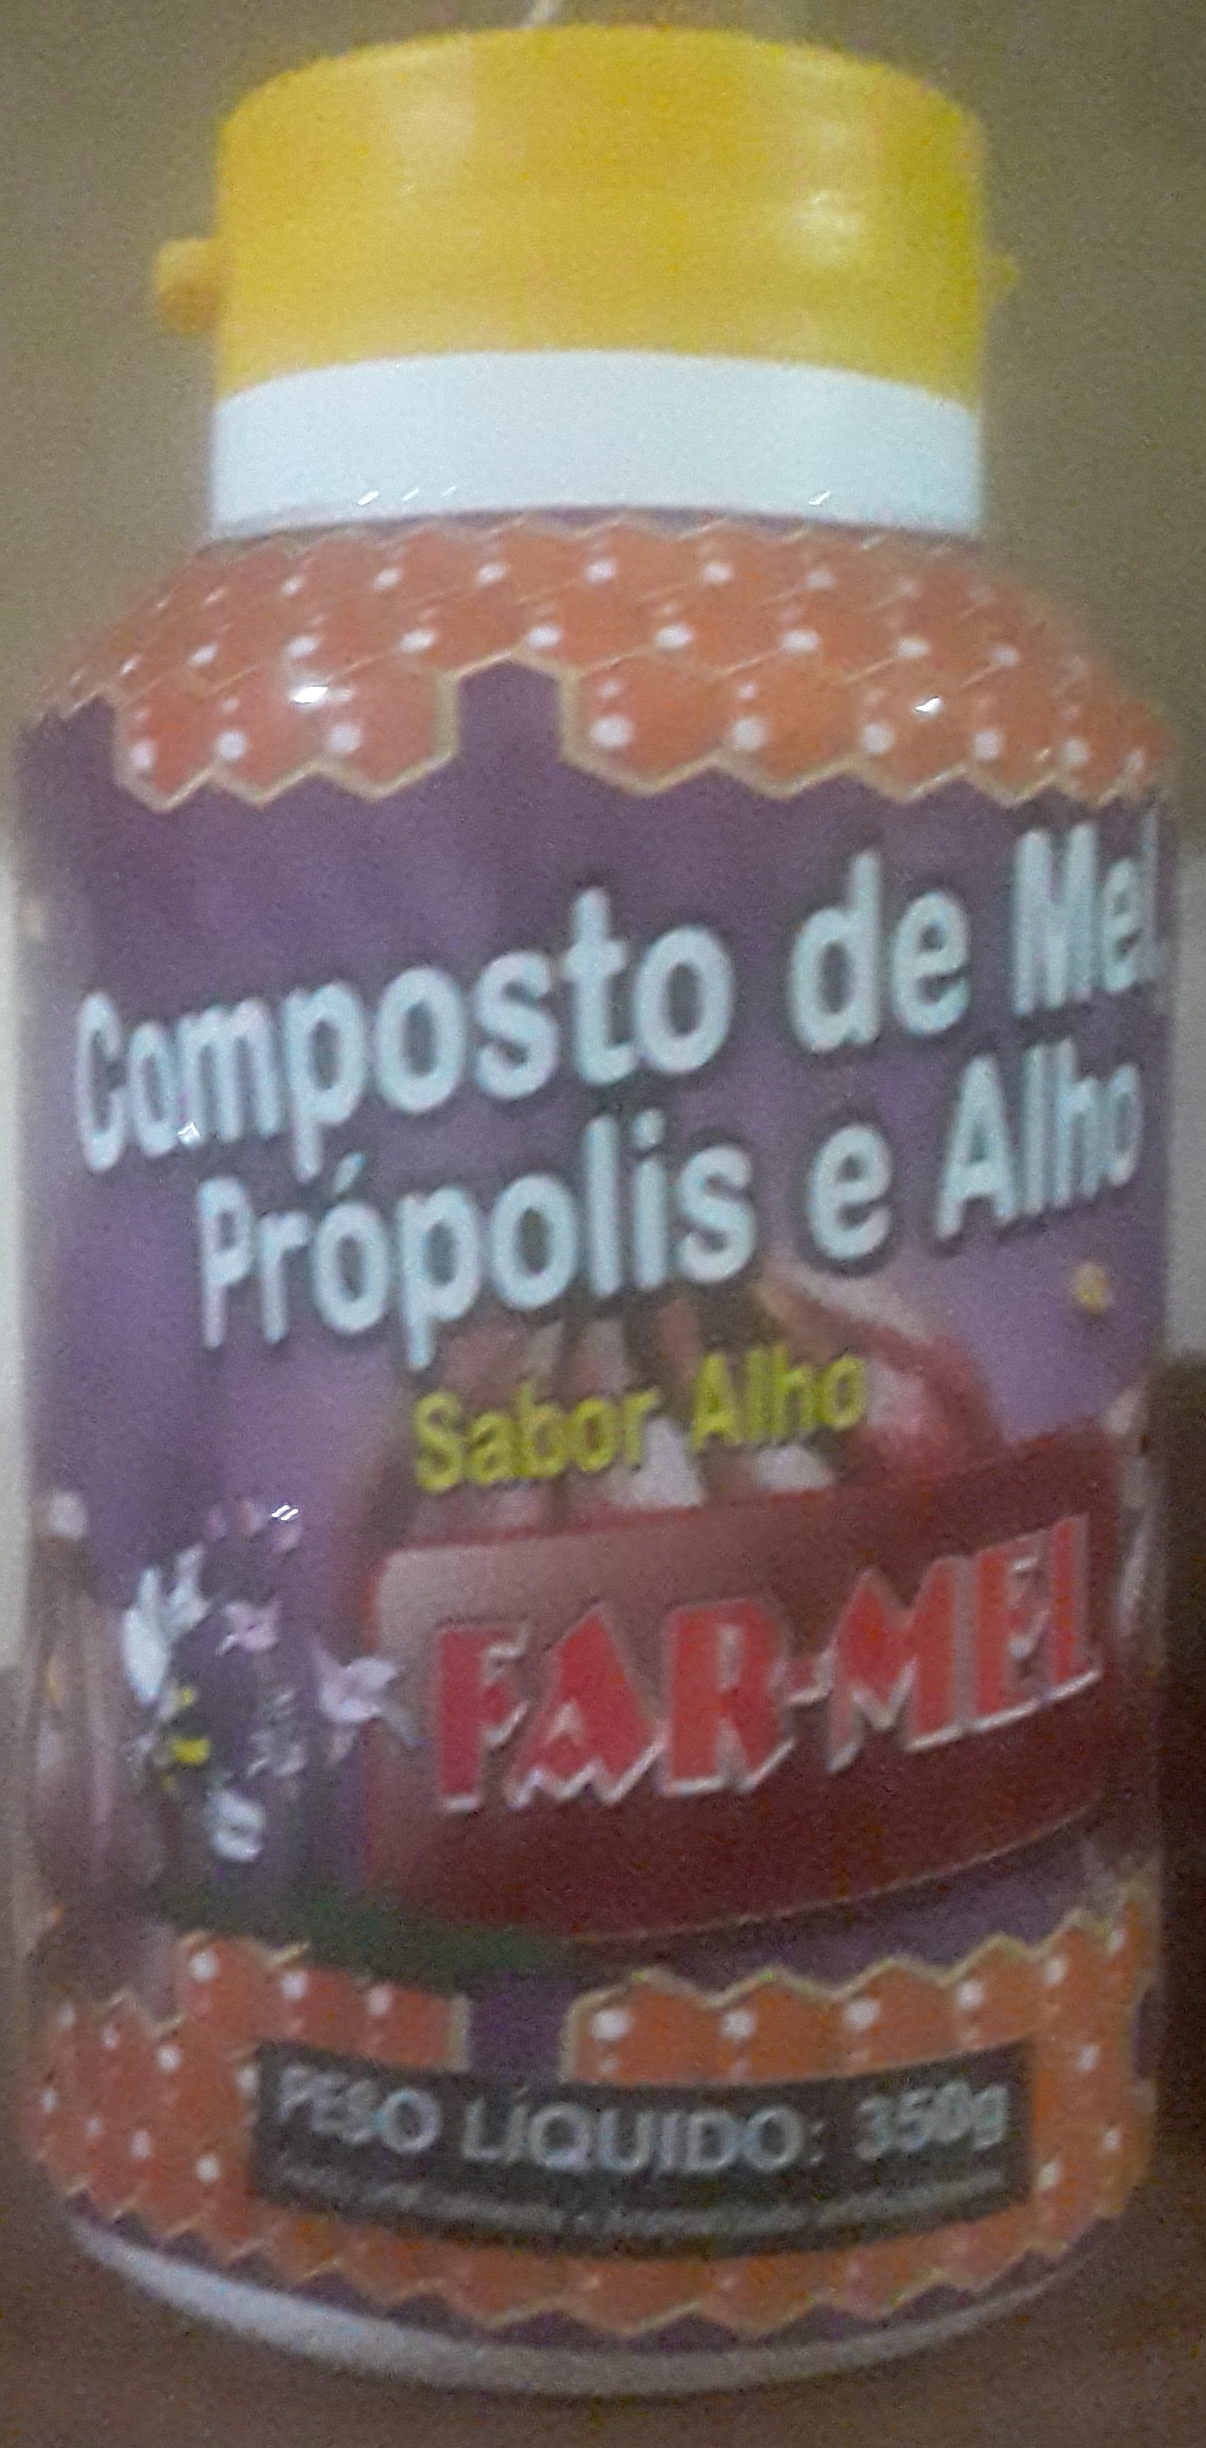 Composto de Mel
Própolis e Alho
Sabor Alho
FAR-MEL
PESO LÍQUIDO: 350g